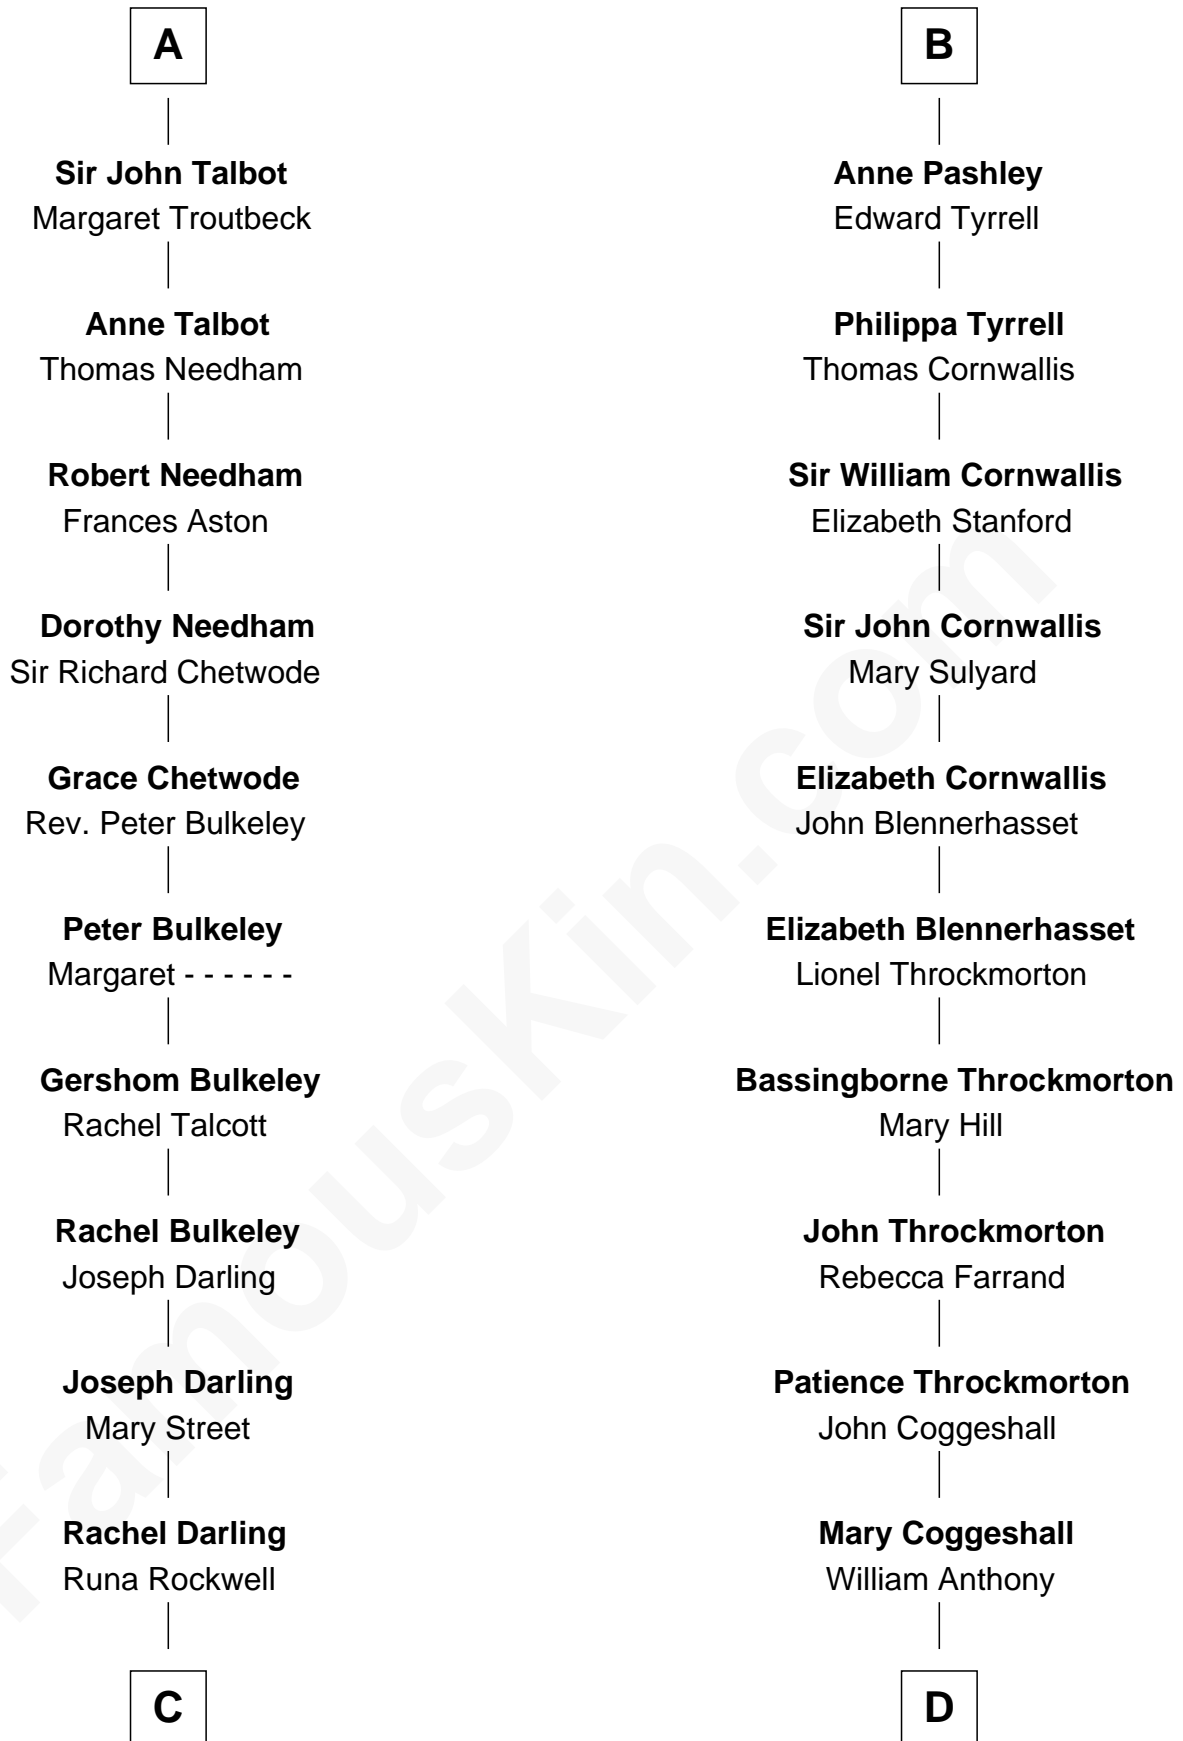 A
Sir John Talbot
Margaret Troutbeck
Anne Talbot
Thomas Needham
Robert Needham
Frances Aston
Dorothy Needham
Sir Richard Chetwode
Grace Chetwode
Rev. Peter Bulkeley
Peter Bulkeley
Margaret - - - - - -
Gershom Bulkeley
Rachel Talcott
Rachel Bulkeley
Joseph Darling
Joseph Darling
Mary Street
Rachel Darling
Runa Rockwell
C
B
Anne Pashley
Edward Tyrrell
Philippa Tyrrell
Thomas Cornwallis
Sir William Cornwallis
Elizabeth Stanford
Sir John Cornwallis
Mary Sulyard
Elizabeth Cornwallis
John Blennerhasset
Elizabeth Blennerhasset
Lionel Throckmorton
Bassingborne Throckmorton
Mary Hill
John Throckmorton
Rebecca Farrand
Patience Throckmorton
John Coggeshall
Mary Coggeshall
William Anthony
D
FamousKin.com